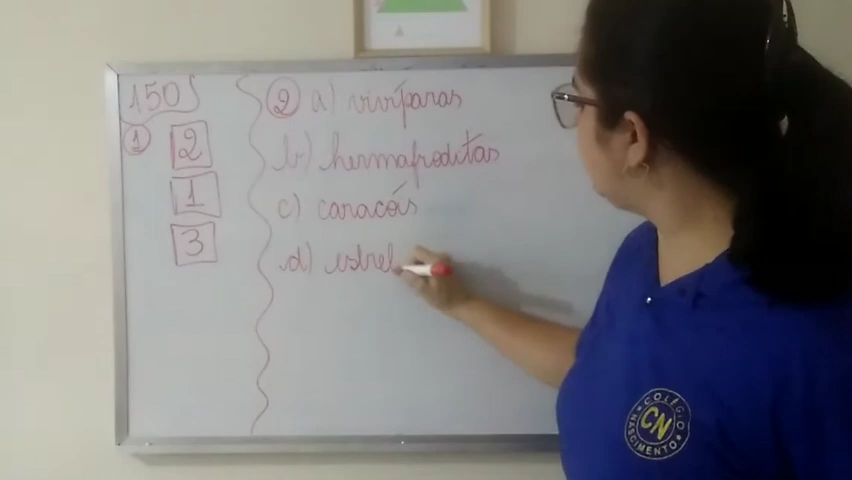 150
1
2
1
3
2 a) vivíparas
b) hermafroditas
c) caracóis
d) estrel
COLÉGIO
CN
NASCIMENTO